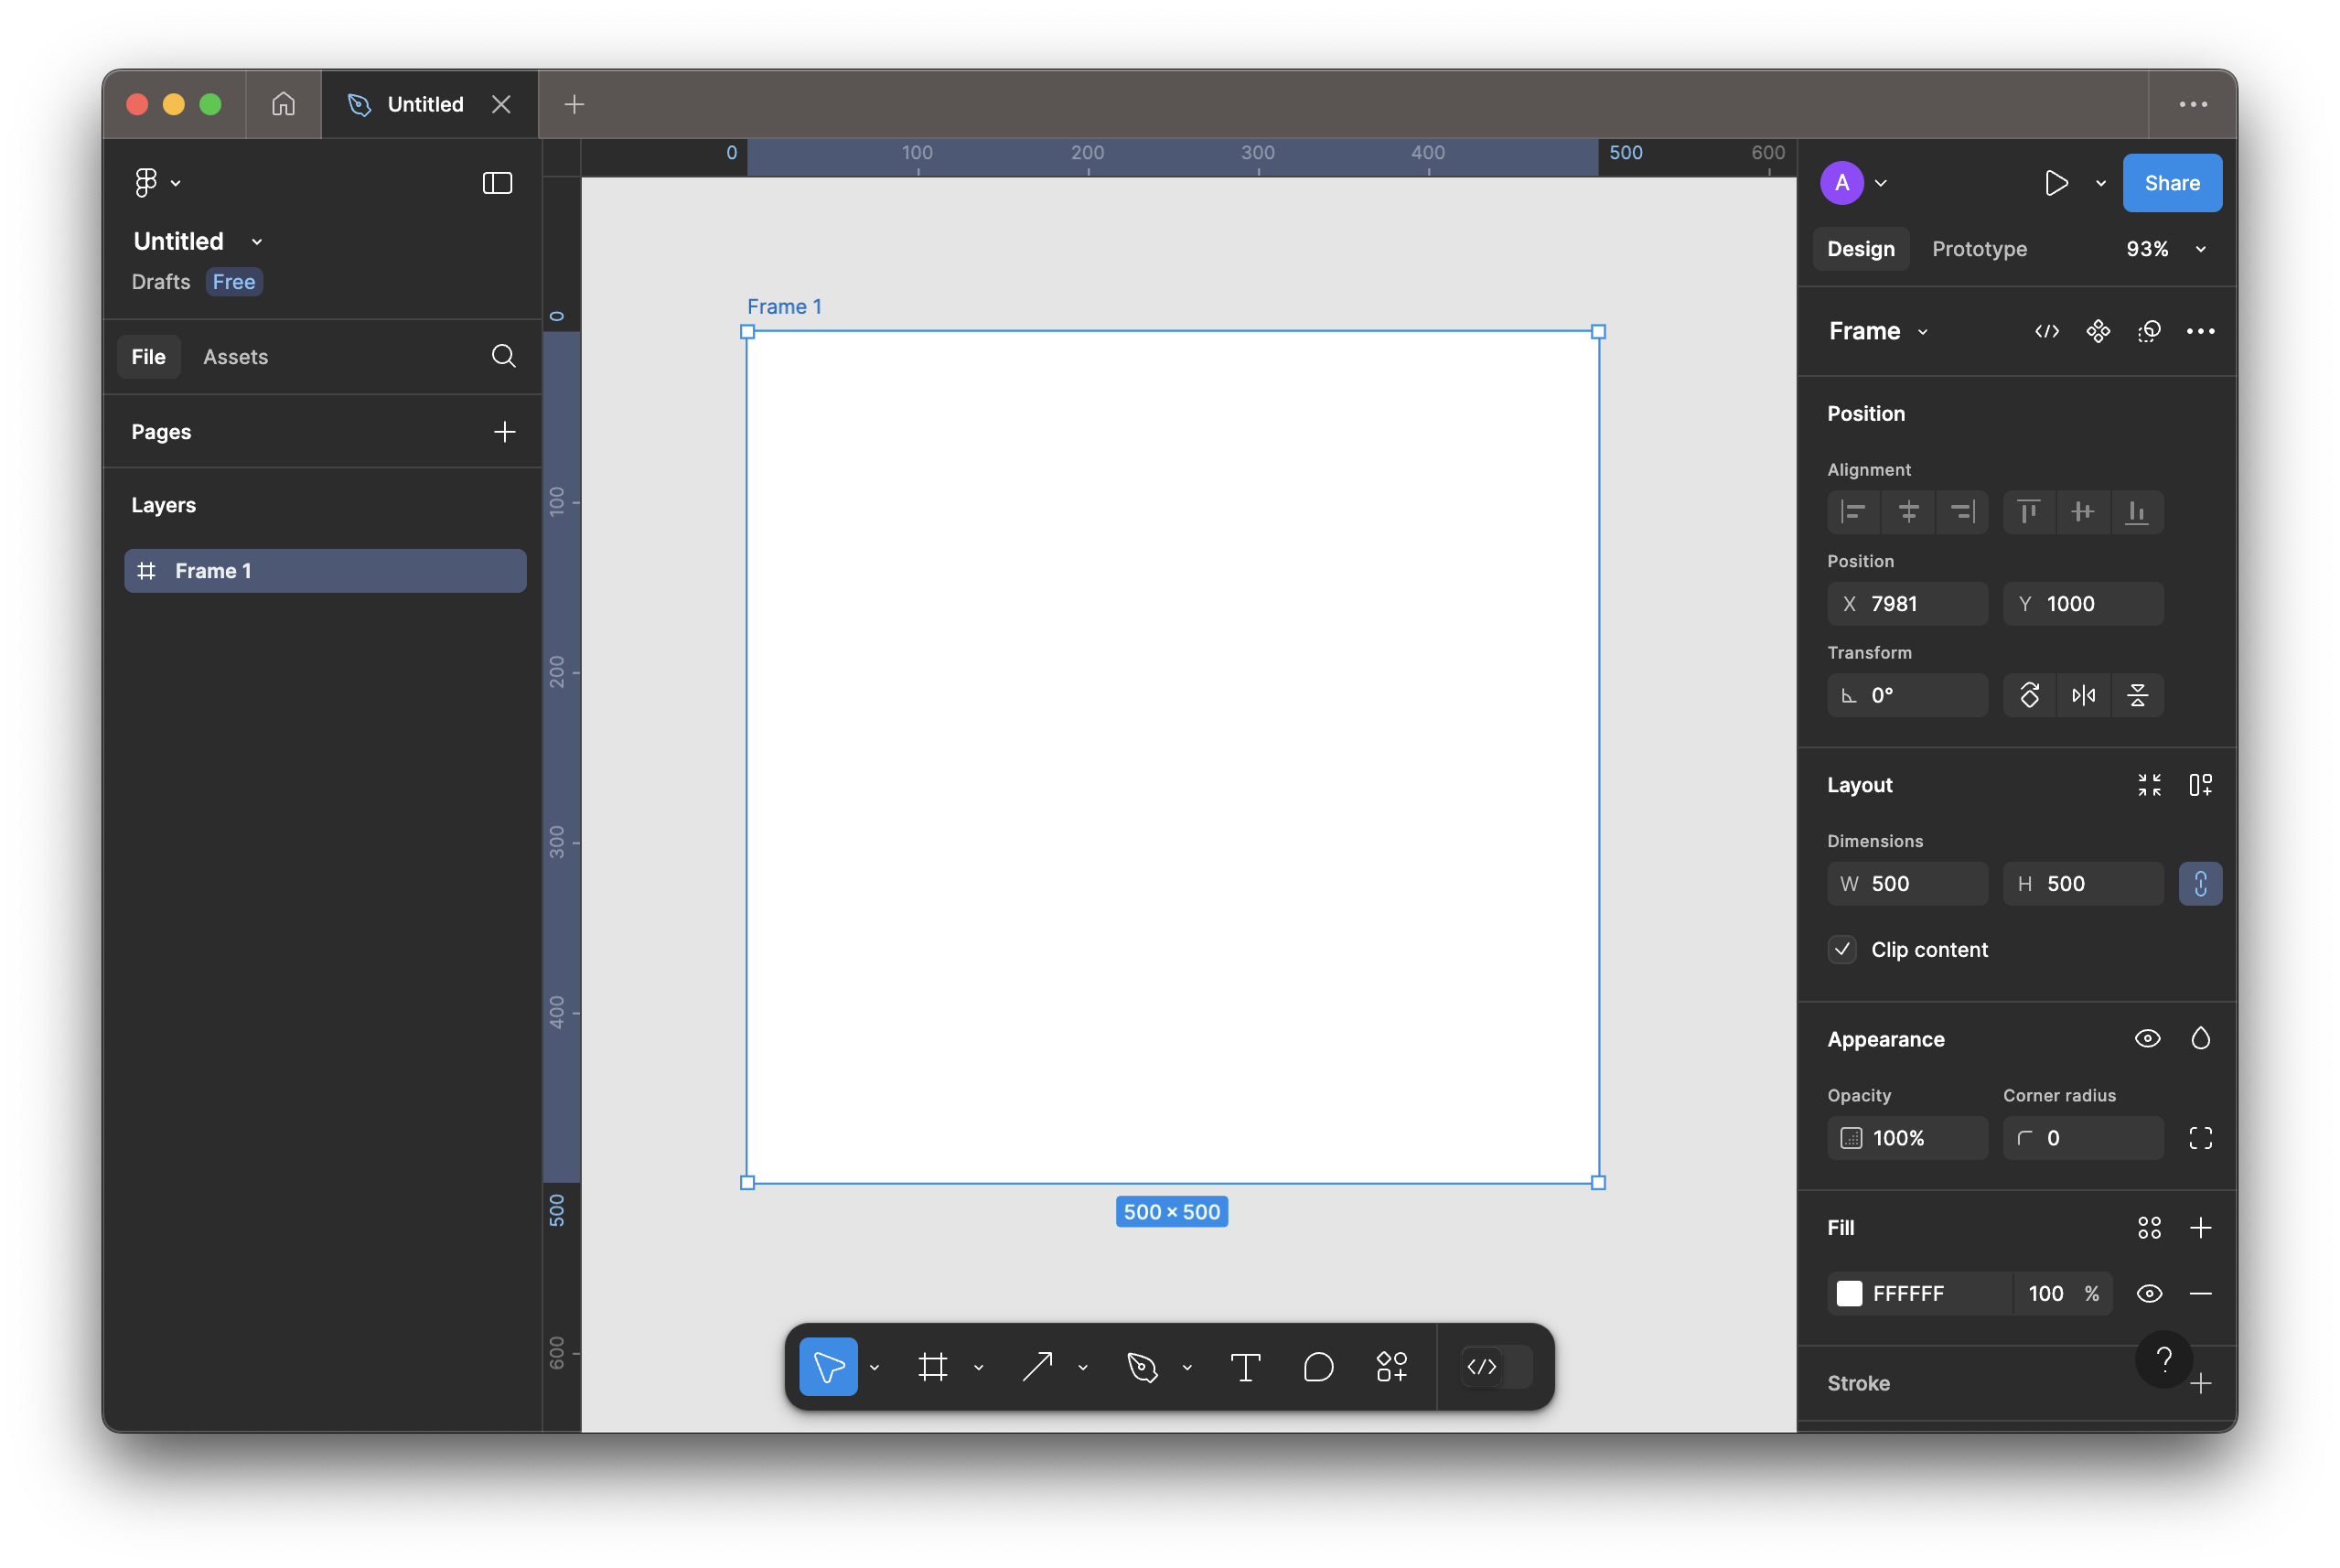 Untitled
0 100 200 300 400 500 600
A
Share
Untitled
Drafts Free
Design Prototype 93%
File Assets
Frame 1
Frame
Pages
Position
Layers
Alignment
Frame 1
Position
X 7981 Y 1000
Transform
0°
Layout
Dimensions
W 500 H 500
Clip content
Appearance
Opacity Corner radius
100% 0
500 × 500
Fill
FFFFFF 100 %
Stroke
?
0
100
200
300
400
500
600